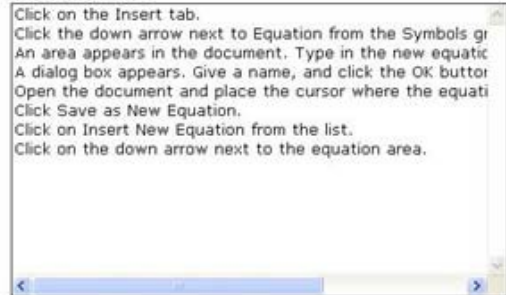 Click on the Insert tab.
Click the down arrow next to Equation from the Symbols gr
An area appears in the document. Type in the new equatio
A dialog box appears. Give a name, and click the OK button
Open the document and place the cursor where the equati
Click Save as New Equation.
Click on Insert New Equation from the list.
Click on the down arrow next to the equation area.